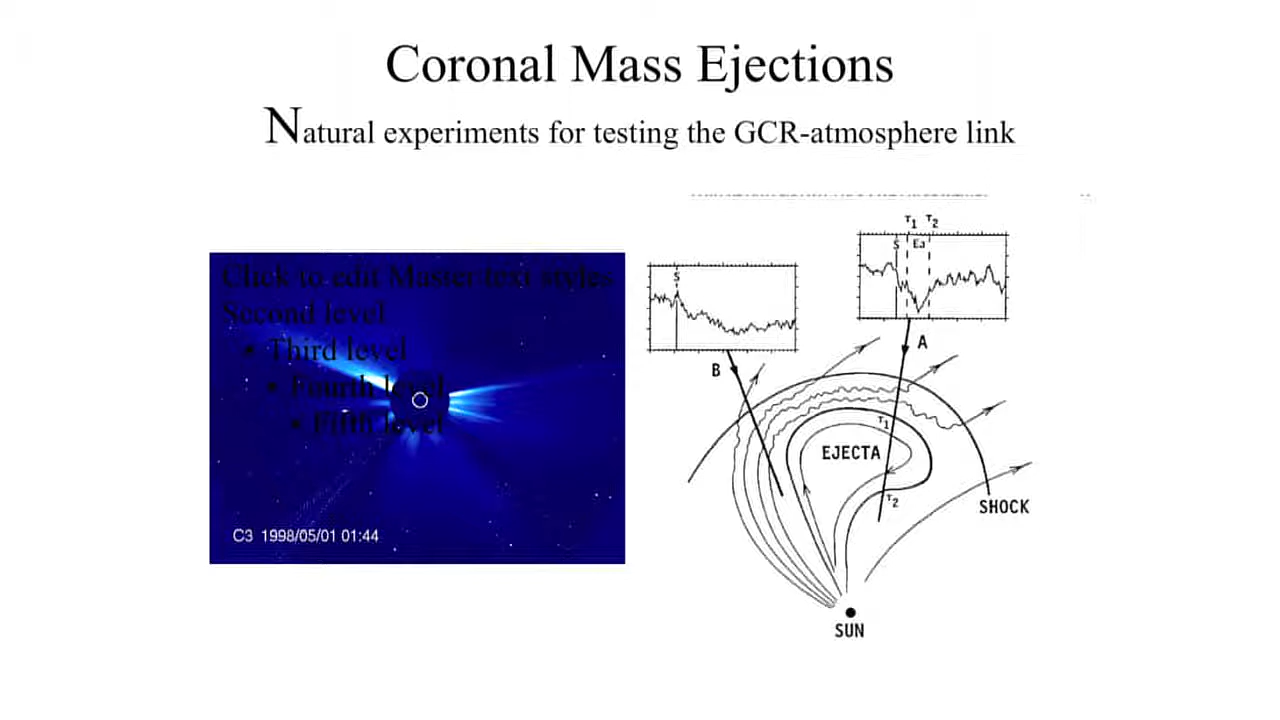 Coronal Mass Ejections
Natural experiments for testing the GCR-atmosphere link
Click to edit Master text styles
Second level
• Third level
• Fourth level
• Fifth level
C3 1998/05/01 01:44
T1 T2
S EJ
S
A
B
T1
EJECTA
T2
SHOCK
SUN